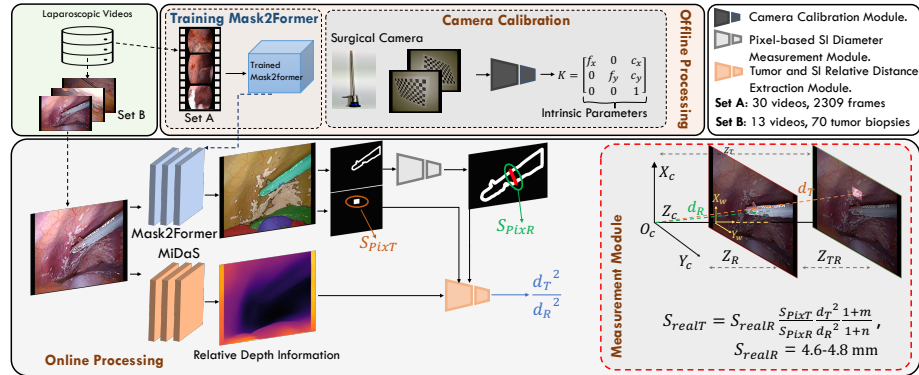 Laparoscopic Videos
Set B
Training Mask2Former
Trained
Mask2former
Set A
Camera Calibration
Surgical Camera
K = [f_x 0 c_x
0 f_y c_y
0 0 1]
Intrinsic Parameters
Offline Processing
Camera Calibration Module.
Pixel-based SI Diameter
Measurement Module.
Tumor and SI Relative Distance
Extraction Module.
Set A: 30 videos, 2309 frames
Set B: 13 videos, 70 tumor biopsies
Mask2Former
MiDaS
S_PixT
S_PixR
d_T^2
d_R^2
Relative Depth Information
Online Processing
Measurement Module
Z_T
X_c
Z_c
O_c
Y_c
d_R
d_T
X_w
Y_w
Z_R
Z_TR
S_realT = S_realR S_PixT/S_PixR d_T^2/d_R^2 1+m/1+n ,
S_realR = 4.6-4.8 mm